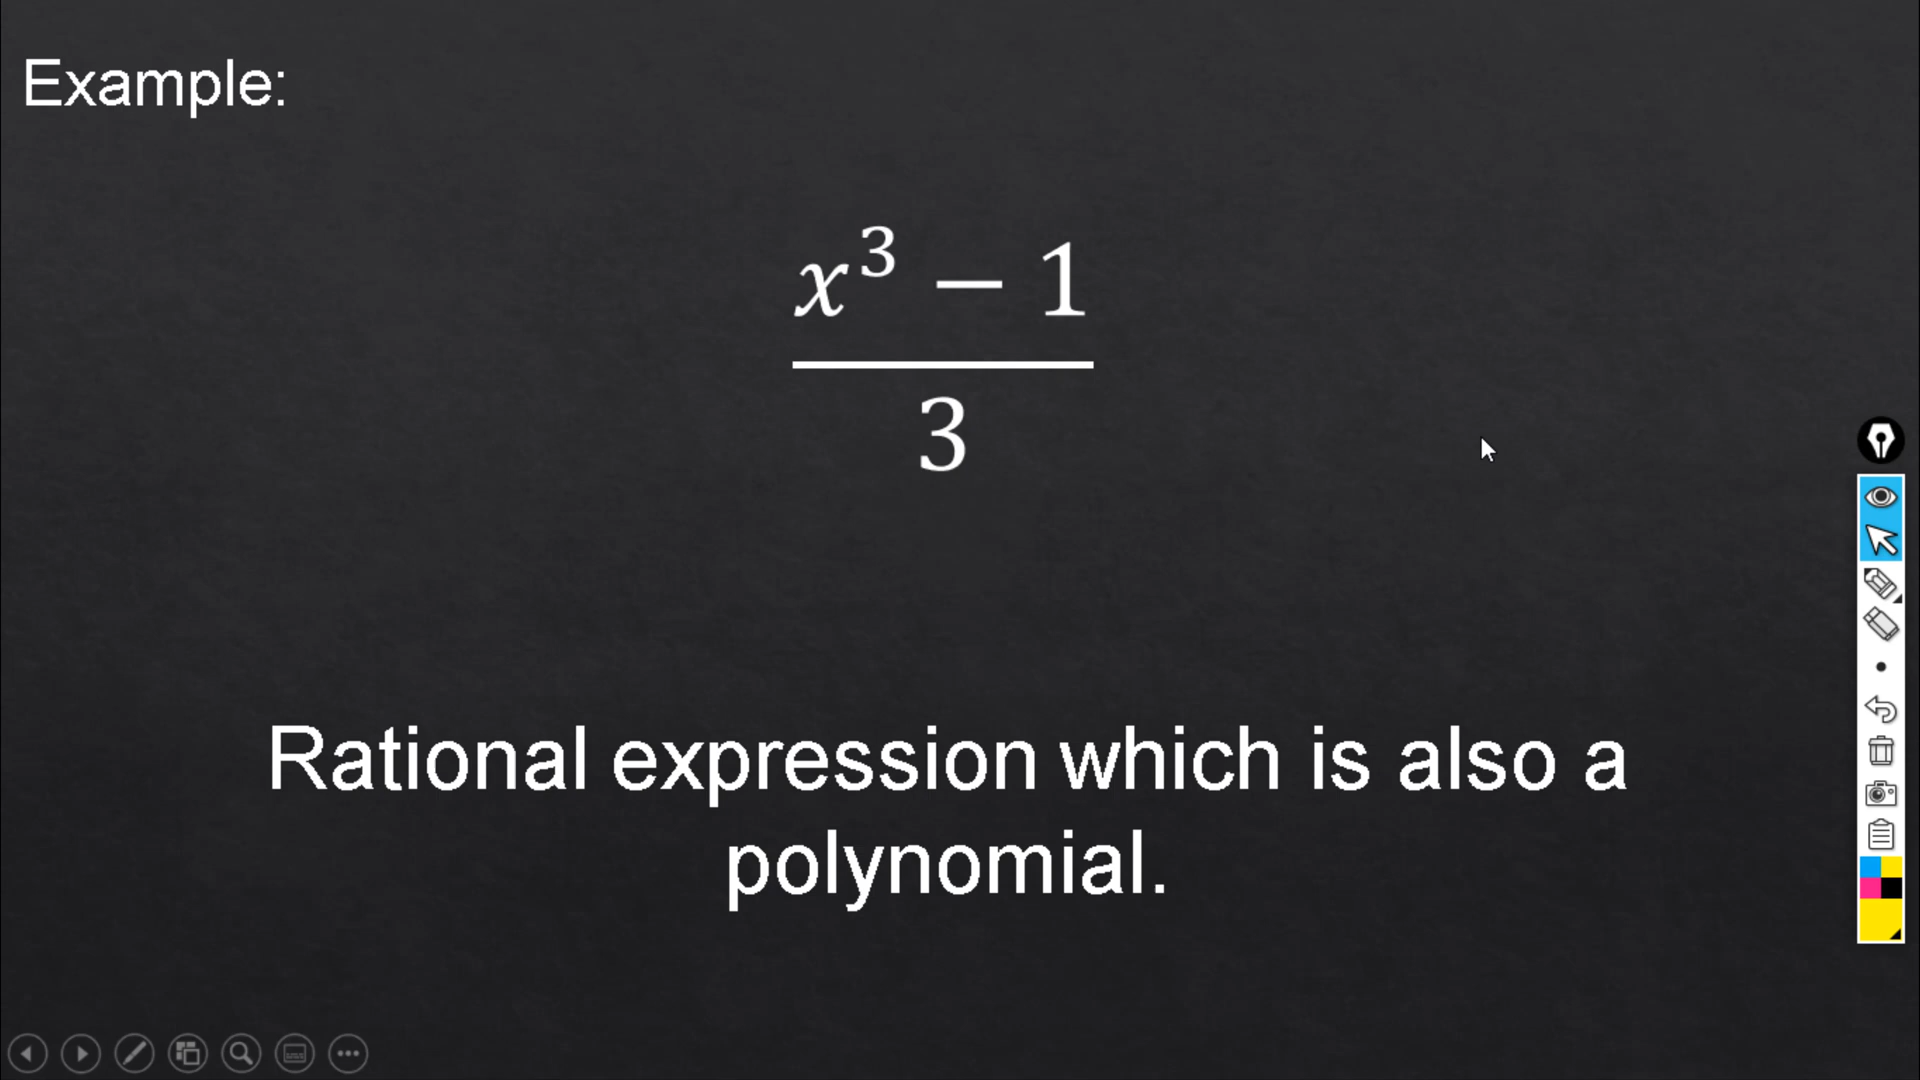 Example:
x³ − 1
3
Rational expression which is also a
polynomial.